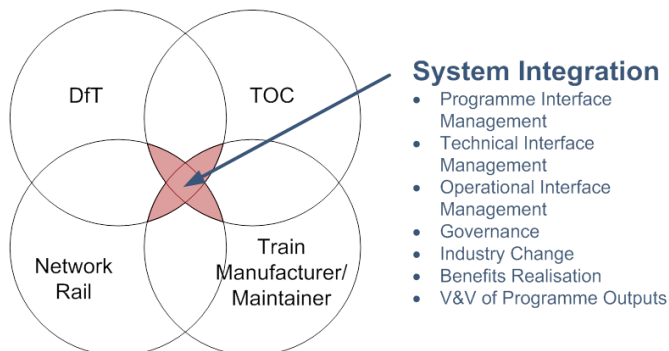 DfT
TOC
Network
Rail
Train
Manufacturer/
Maintainer
System Integration
• Programme Interface
Management
• Technical Interface
Management
• Operational Interface
Management
• Governance
• Industry Change
• Benefits Realisation
• V&V of Programme Outputs